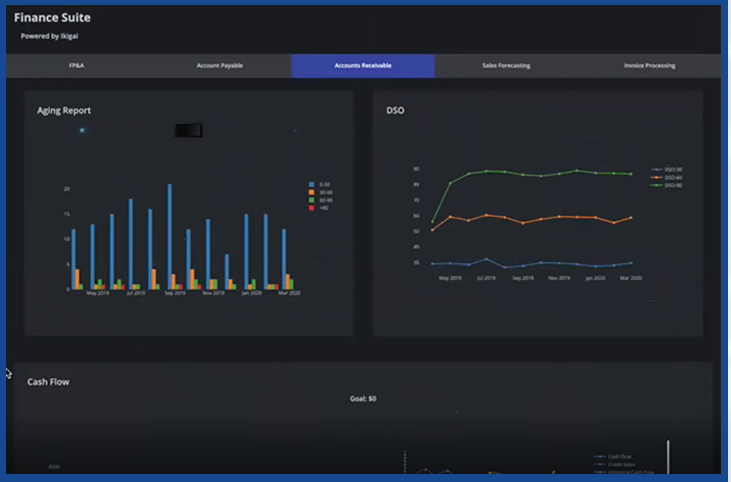 Finance Suite
Powered by Ikigai
FP&A Account Payable Accounts Receivable Sales Forecasting Invoice Processing
Aging Report
20
15
10
5
0
May 2019 Jul 2019 Sep 2019 Nov 2019 Jan 2020 Mar 2020
0-30
30-60
60-90
>90
DSO
90
80
70
60
50
30
May 2019 Jul 2019 Sep 2019 Nov 2019 Jan 2020 Mar 2020
DSO-30
DSO-60
DSO-90
Cash Flow
Goal: $0
Cash Flow
Credit Sales
Historical Cash Flow